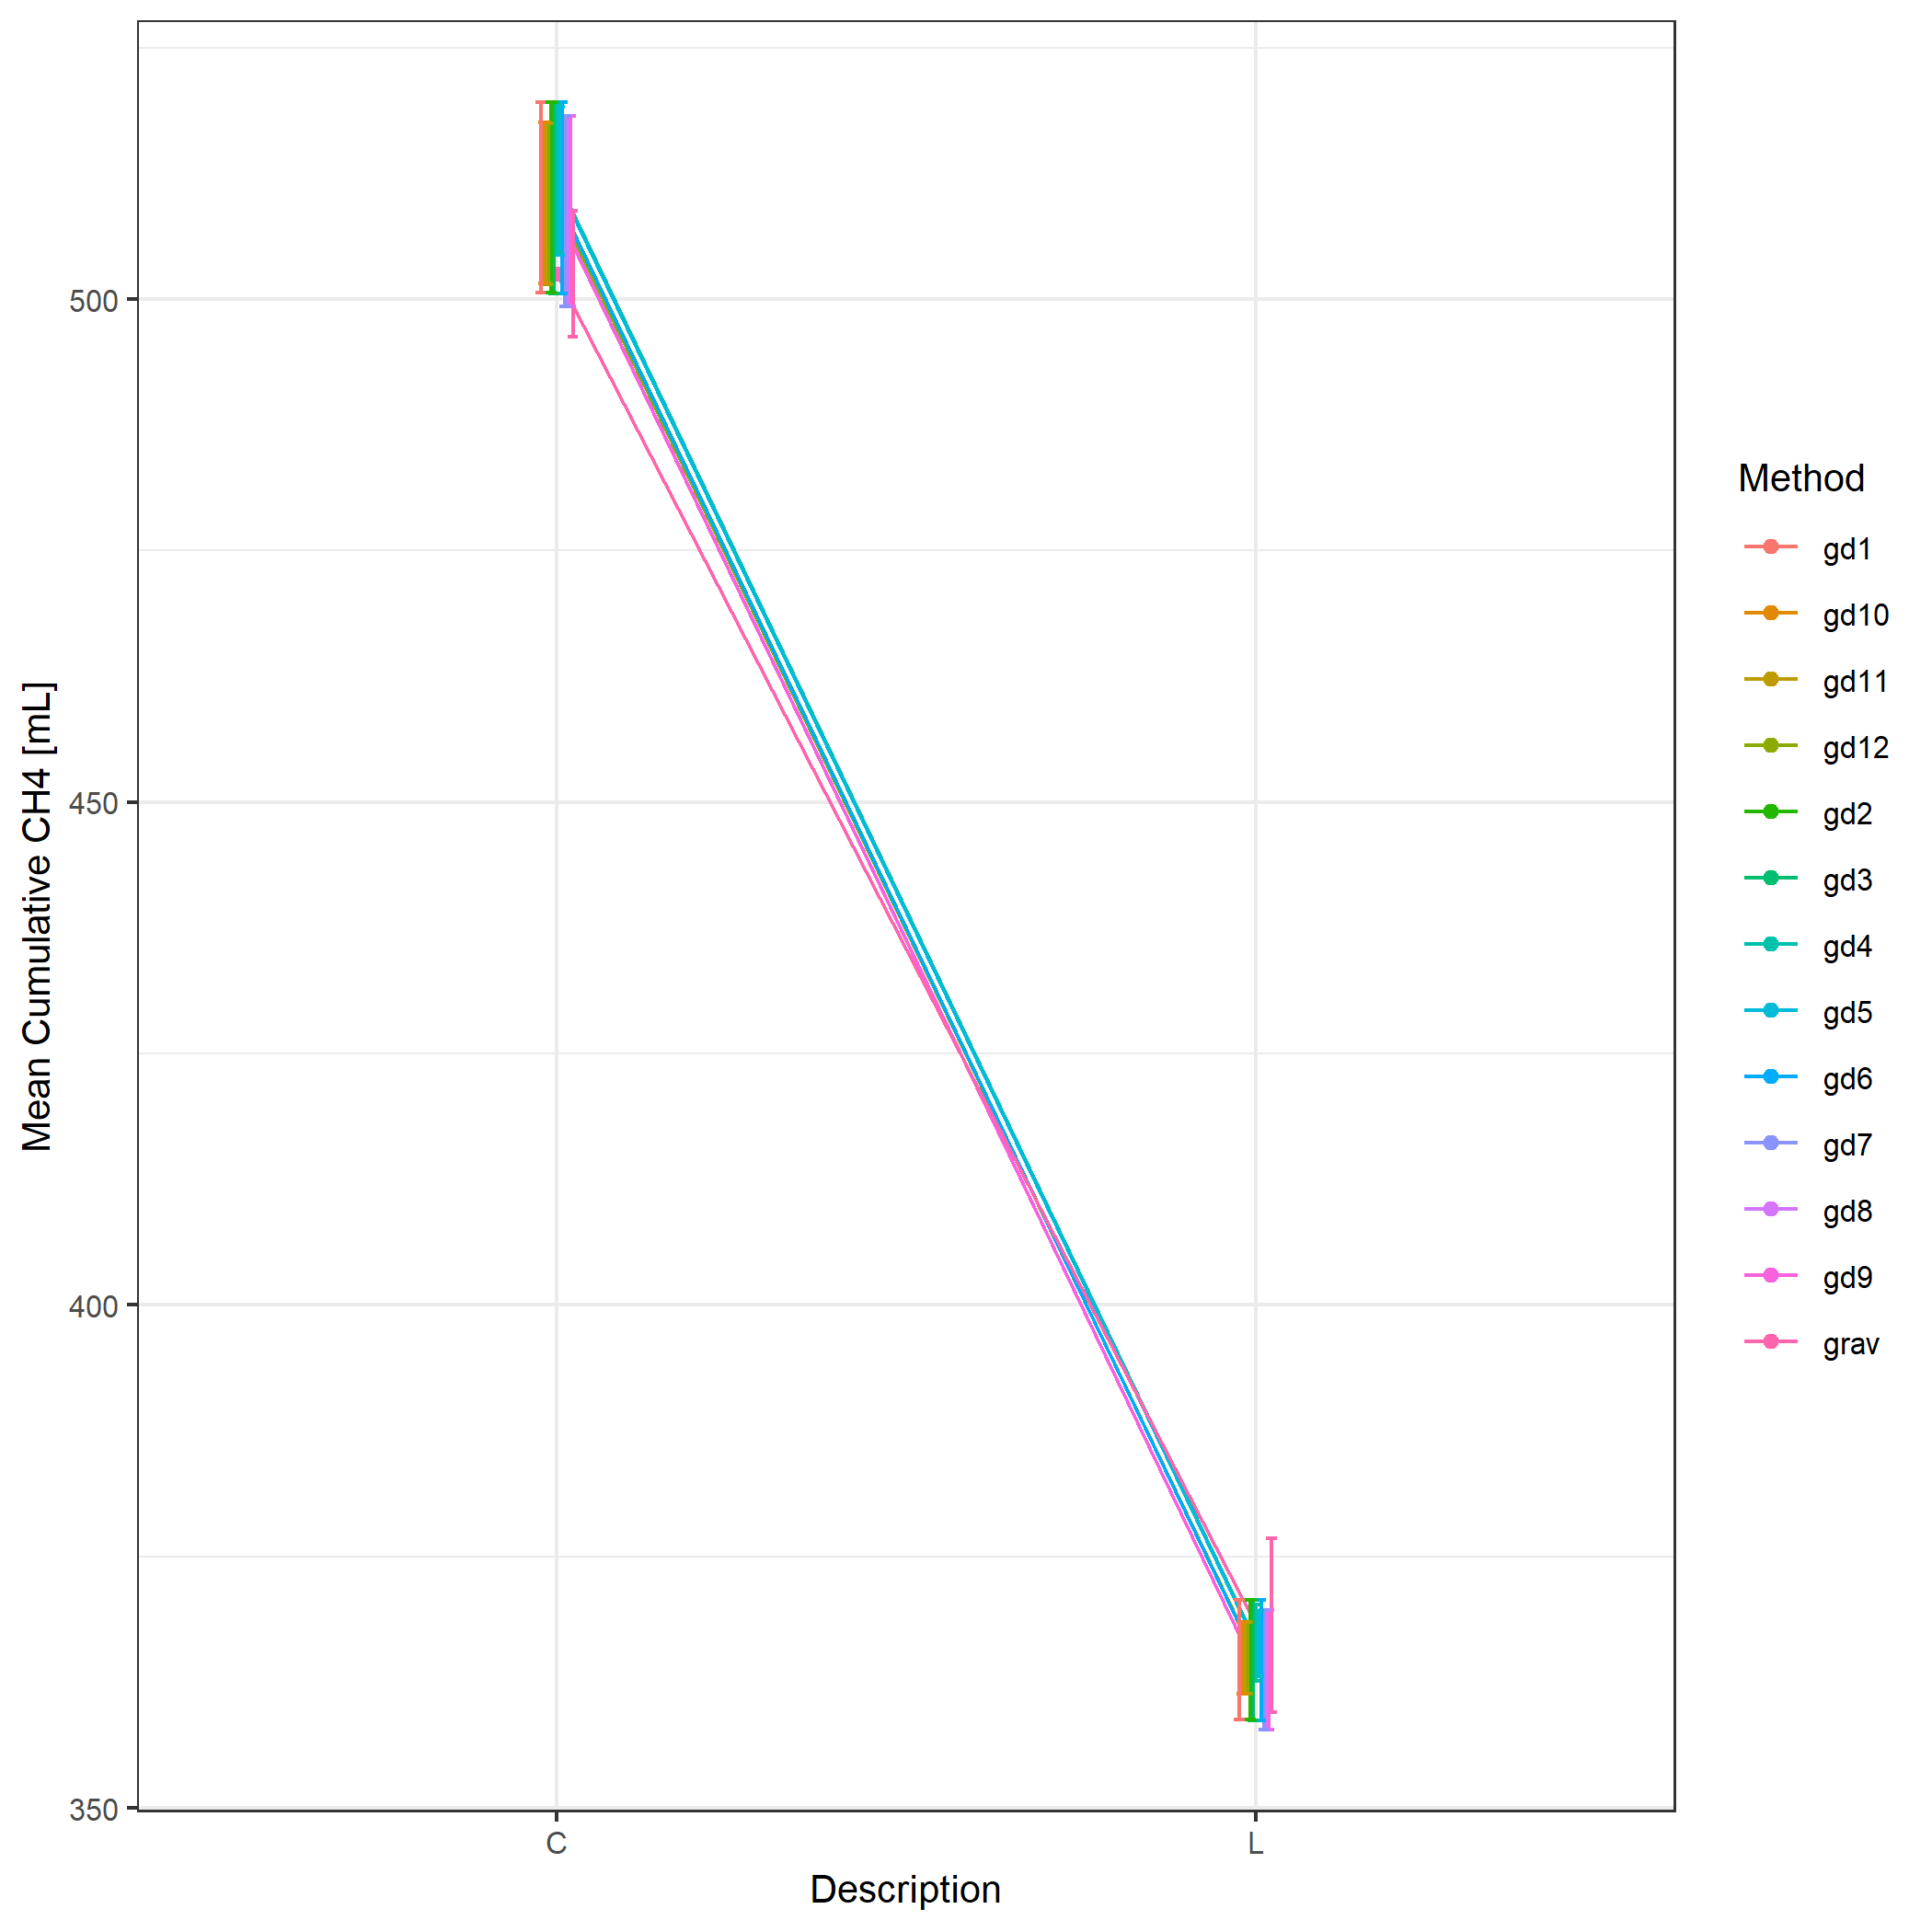 Mean Cumulative CH4 [mL]
500
450
400
350
C
L
Description
Method
gd1
gd10
gd11
gd12
gd2
gd3
gd4
gd5
gd6
gd7
gd8
gd9
grav